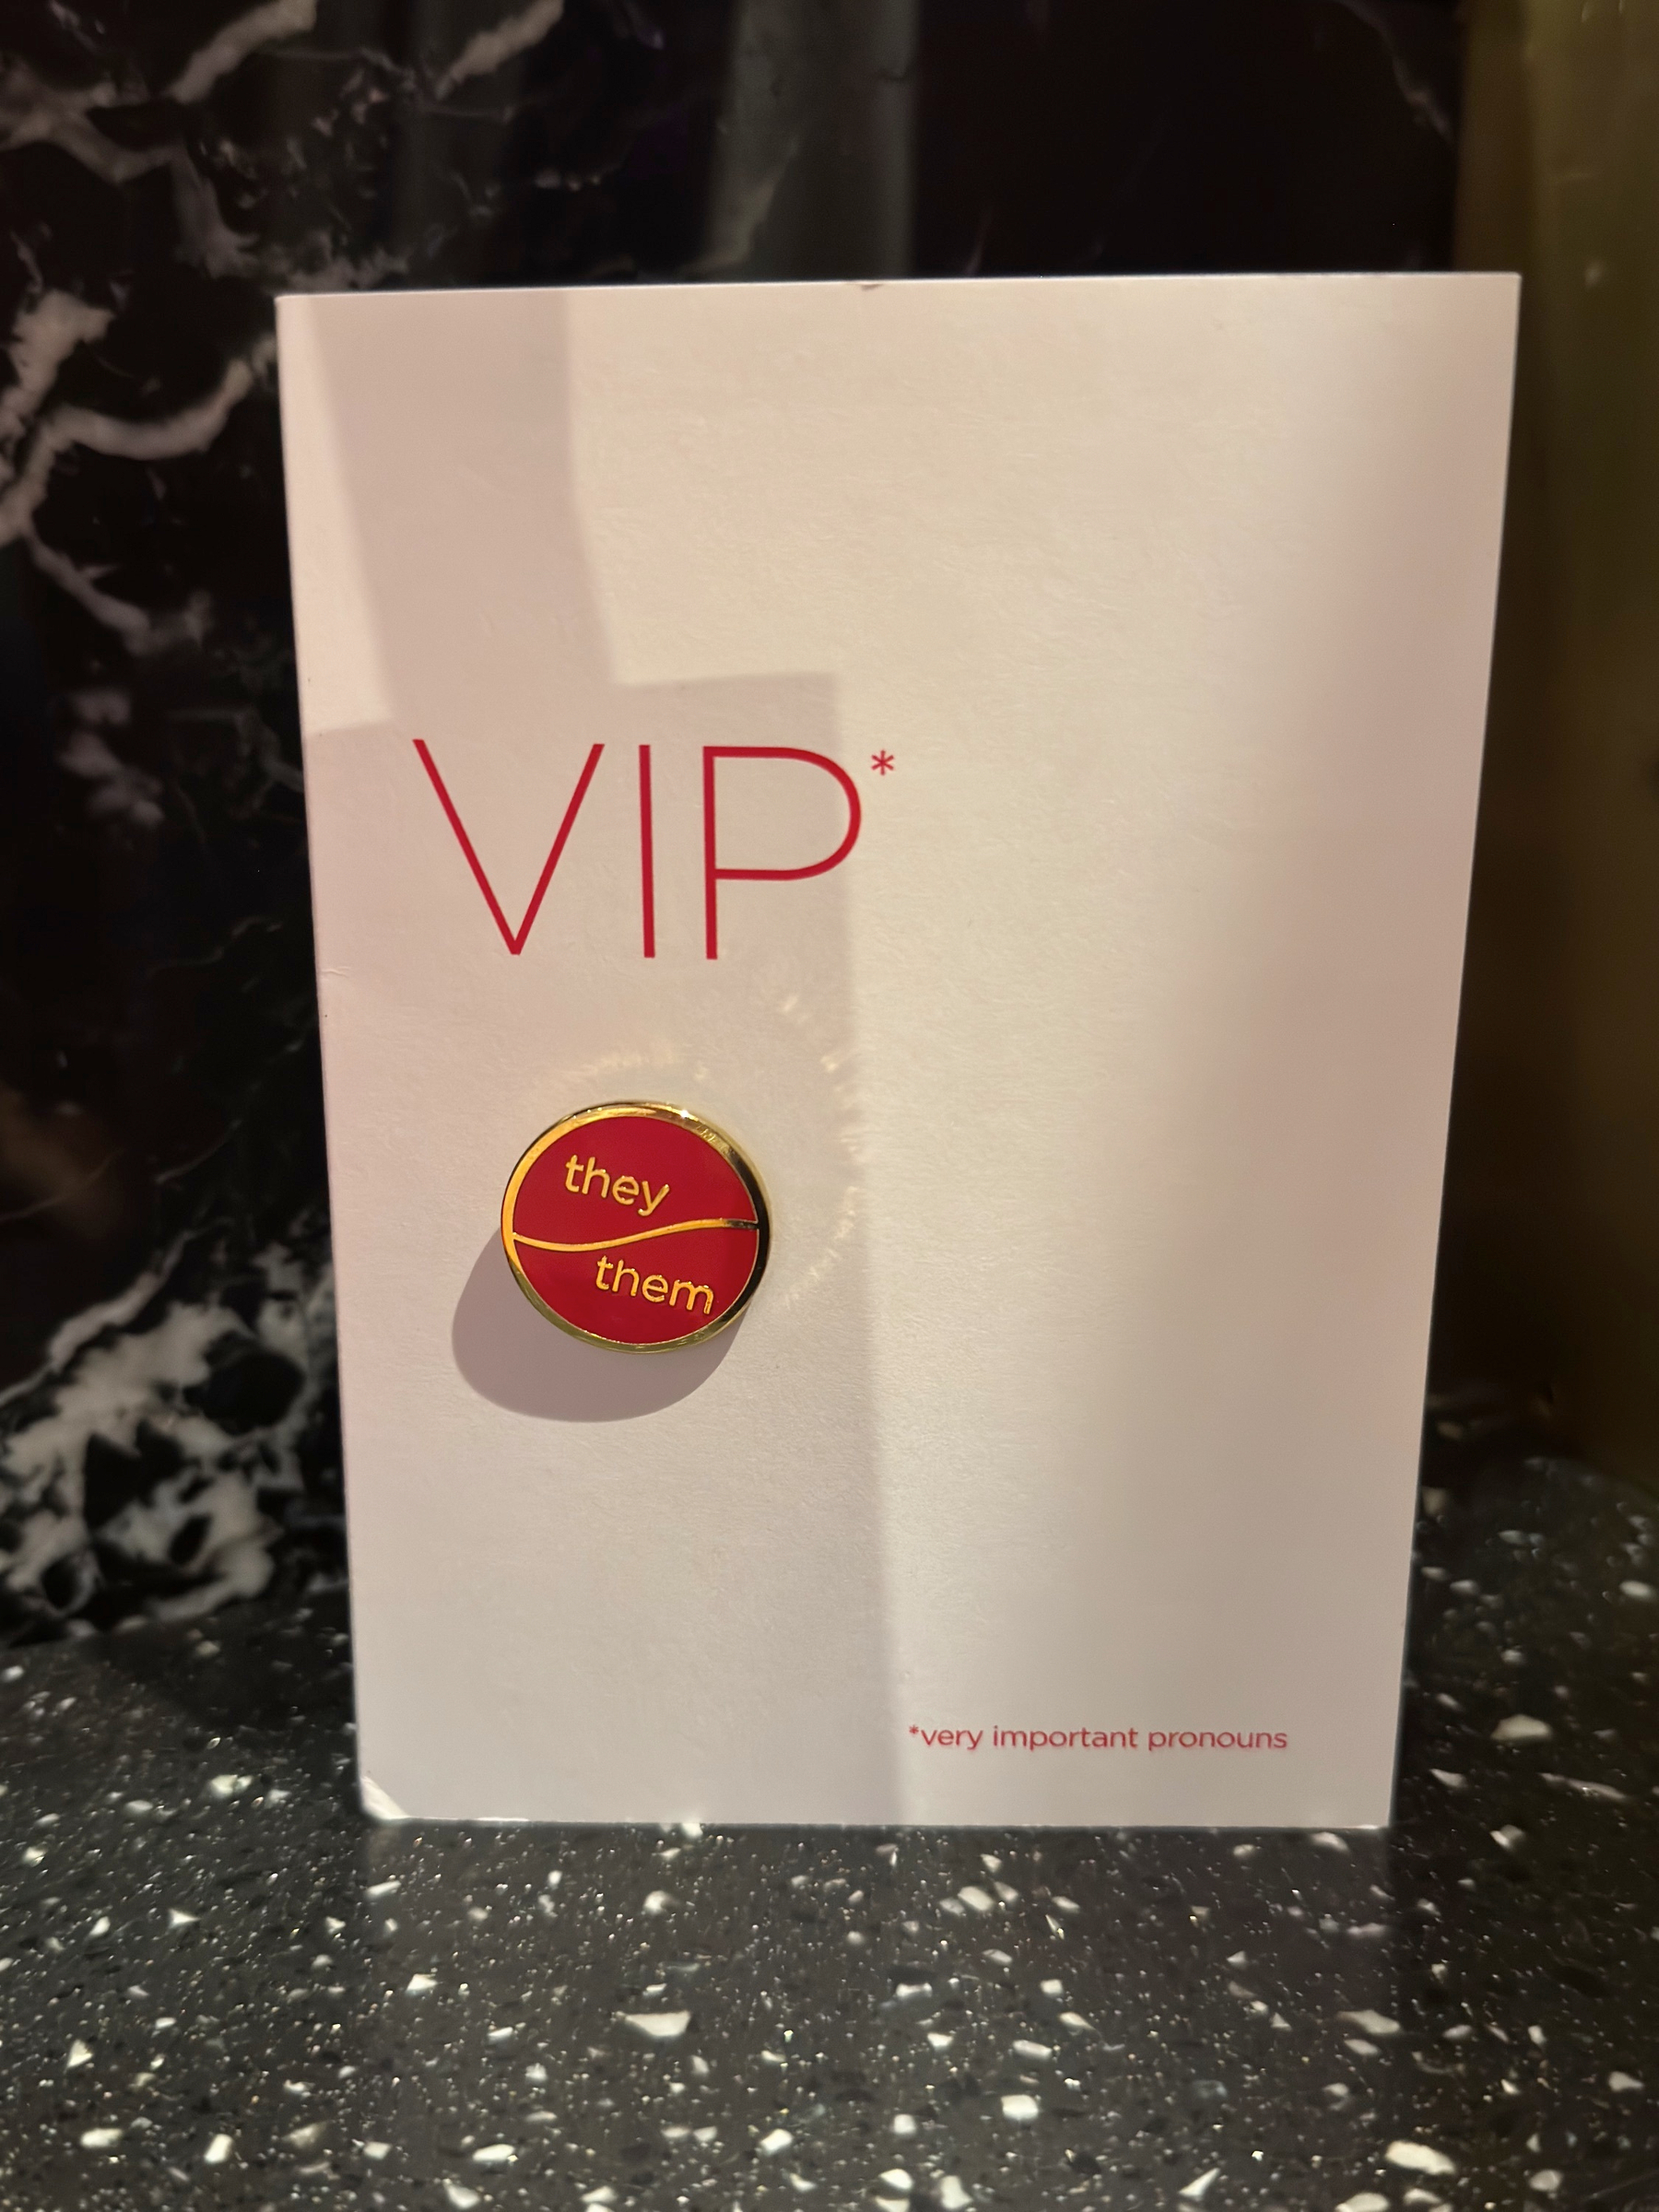 VIP*
they
them
*very important pronouns